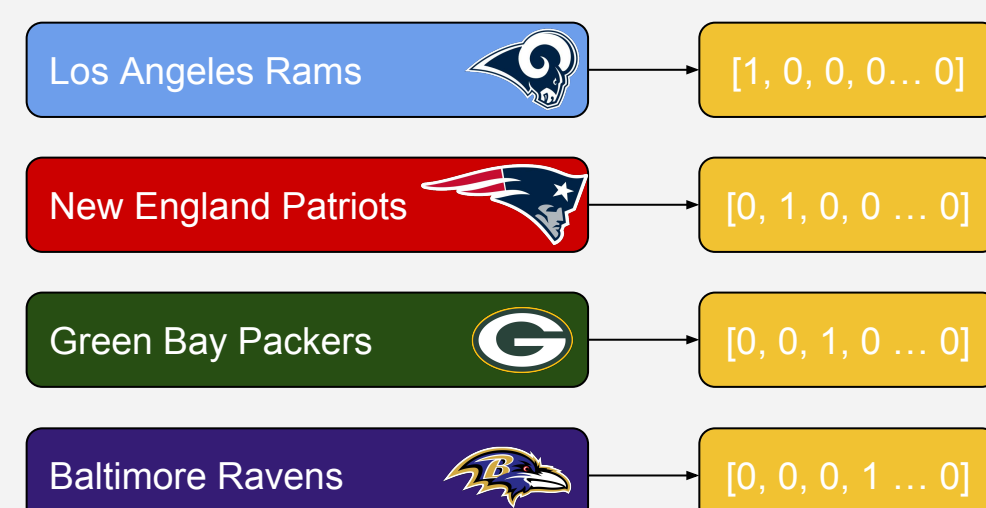 Los Angeles Rams [1, 0, 0, 0… 0]
New England Patriots [0, 1, 0, 0 … 0]
Green Bay Packers G [0, 0, 1, 0 … 0]
Baltimore Ravens B [0, 0, 0, 1 … 0]